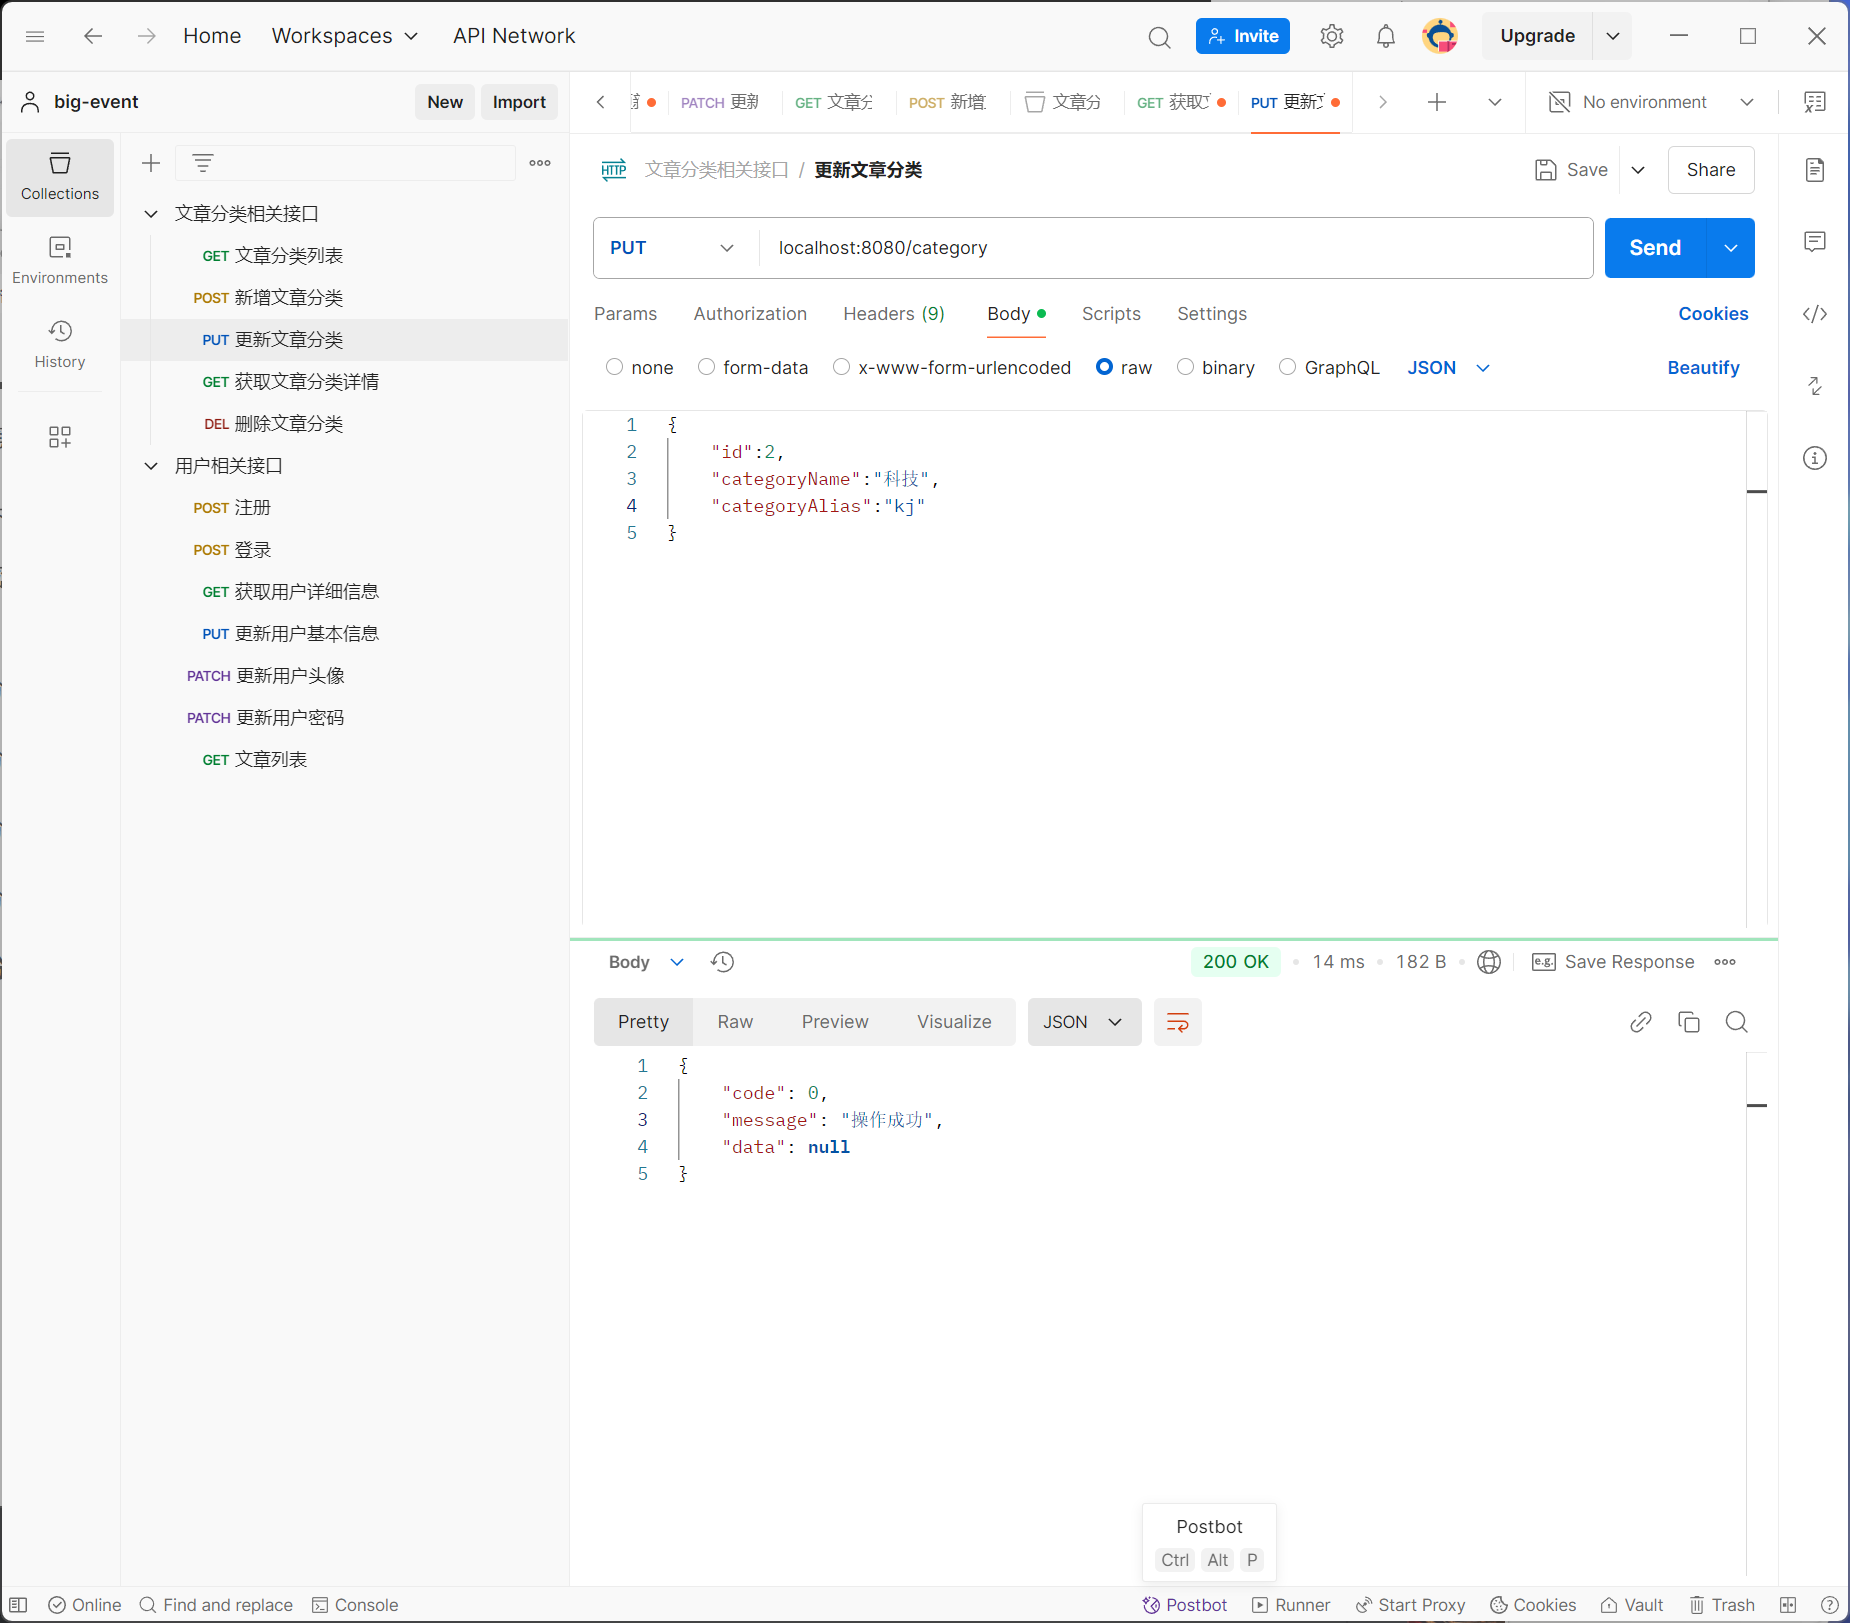 Home Workspaces API Network Invite Upgrade
big-event New Import
PATCH 更新 GET 文章分 POST 新增 文章分 GET 获取 PUT 更新 No environment
Collections
Environments
History
文章分类相关接口
GET 文章分类列表
POST 新增文章分类
PUT 更新文章分类
GET 获取文章分类详情
DEL 删除文章分类
用户相关接口
POST 注册
POST 登录
GET 获取用户详细信息
PUT 更新用户基本信息
PATCH 更新用户头像
PATCH 更新用户密码
GET 文章列表
HTTP 文章分类相关接口 / 更新文章分类 Save Share
PUT localhost:8080/category Send
Params Authorization Headers (9) Body Scripts Settings Cookies
none form-data x-www-form-urlencoded raw binary GraphQL JSON Beautify
1 {
2 "id":2,
3 "categoryName":"科技",
4 "categoryAlias":"kj"
5 }
Body 200 OK 14 ms 182 B e.g. Save Response
Pretty Raw Preview Visualize JSON
1 {
2 "code": 0,
3 "message": "操作成功",
4 "data": null
5 }
Postbot
Ctrl Alt P
Online Find and replace Console Postbot Runner Start Proxy Cookies Vault Trash